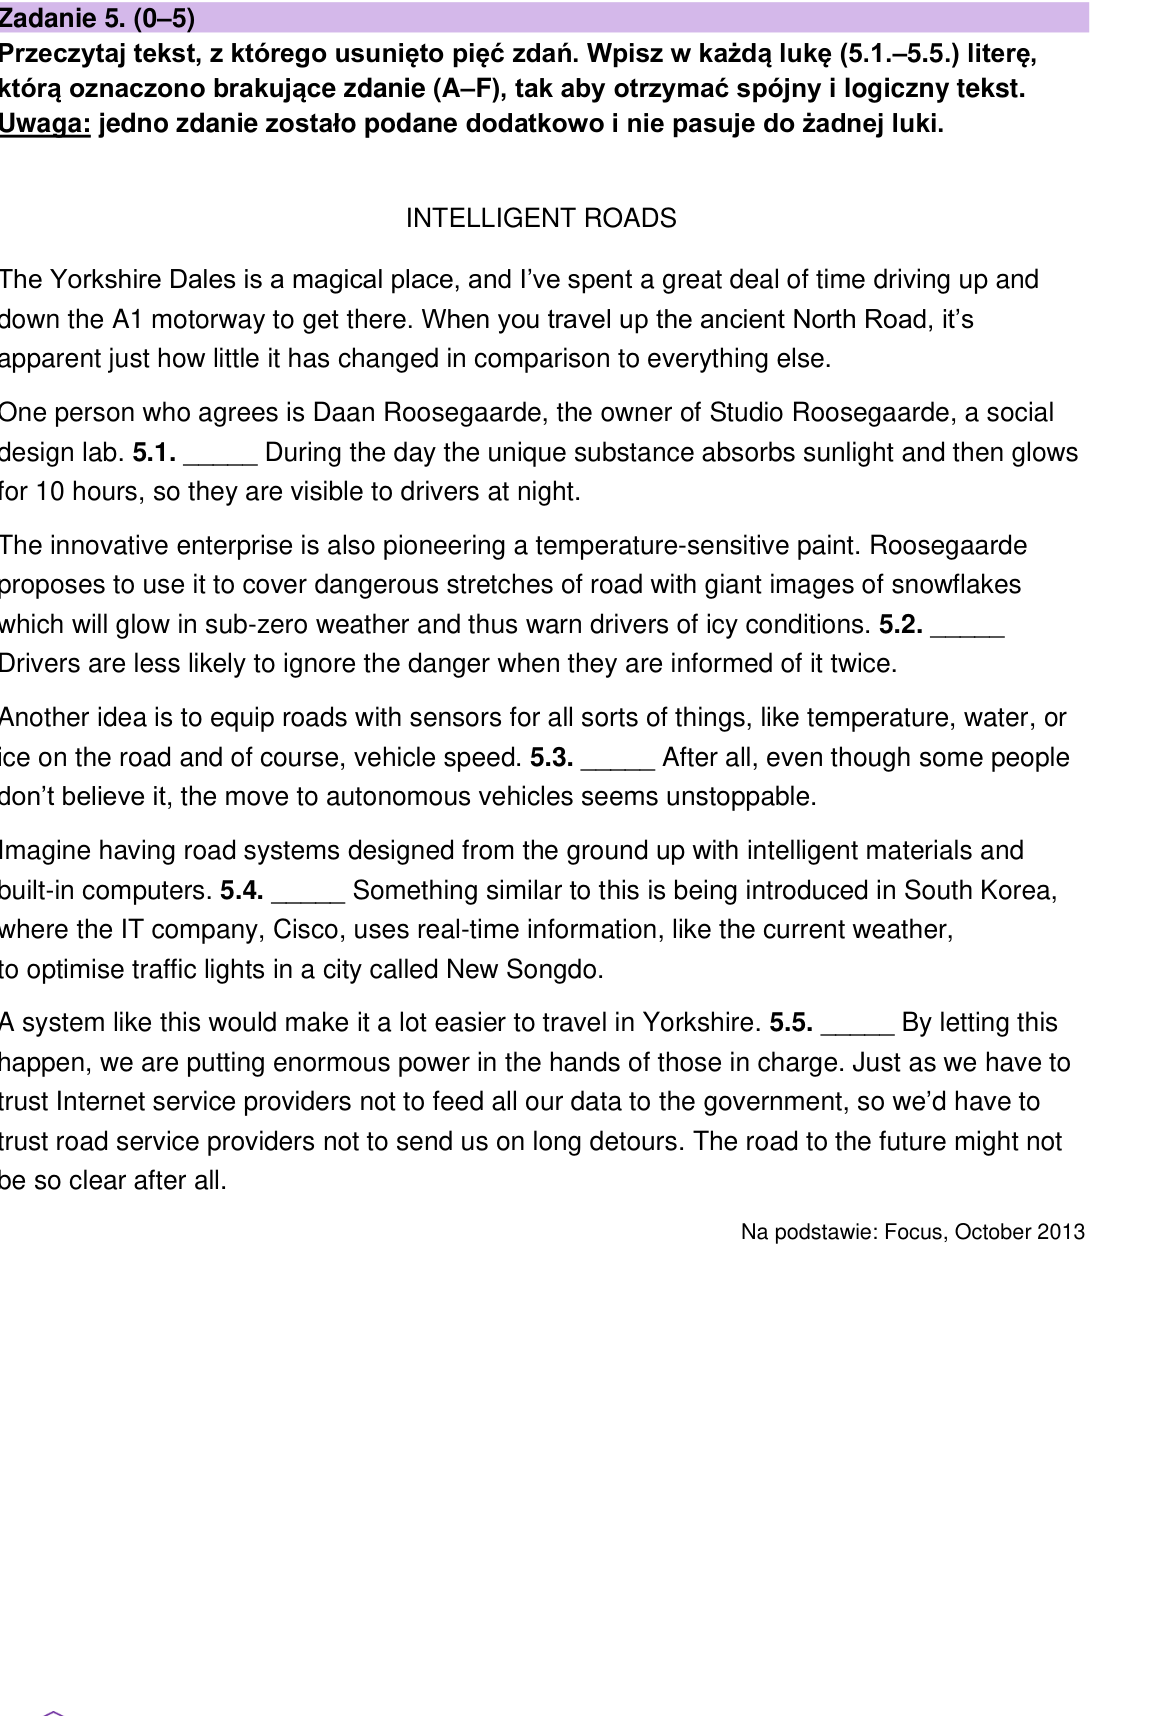 Zadanie 5. (0–5)
Przeczytaj tekst, z którego usunięto pięć zdań. Wpisz w każdą lukę (5.1.–5.5.) literę,
którą oznaczono brakujące zdanie (A–F), tak aby otrzymać spójny i logiczny tekst.
Uwaga: jedno zdanie zostało podane dodatkowo i nie pasuje do żadnej luki.
INTELLIGENT ROADS
The Yorkshire Dales is a magical place, and I’ve spent a great deal of time driving up and
down the A1 motorway to get there. When you travel up the ancient North Road, it’s
apparent just how little it has changed in comparison to everything else.
One person who agrees is Daan Roosegaarde, the owner of Studio Roosegaarde, a social
design lab. 5.1. _____ During the day the unique substance absorbs sunlight and then glows
for 10 hours, so they are visible to drivers at night.
The innovative enterprise is also pioneering a temperature-sensitive paint. Roosegaarde
proposes to use it to cover dangerous stretches of road with giant images of snowflakes
which will glow in sub-zero weather and thus warn drivers of icy conditions. 5.2. _____
Drivers are less likely to ignore the danger when they are informed of it twice.
Another idea is to equip roads with sensors for all sorts of things, like temperature, water, or
ice on the road and of course, vehicle speed. 5.3. _____ After all, even though some people
don’t believe it, the move to autonomous vehicles seems unstoppable.
Imagine having road systems designed from the ground up with intelligent materials and
built-in computers. 5.4. _____ Something similar to this is being introduced in South Korea,
where the IT company, Cisco, uses real-time information, like the current weather,
to optimise traffic lights in a city called New Songdo.
A system like this would make it a lot easier to travel in Yorkshire. 5.5. _____ By letting this
happen, we are putting enormous power in the hands of those in charge. Just as we have to
trust Internet service providers not to feed all our data to the government, so we’d have to
trust road service providers not to send us on long detours. The road to the future might not
be so clear after all.
Na podstawie: Focus, October 2013